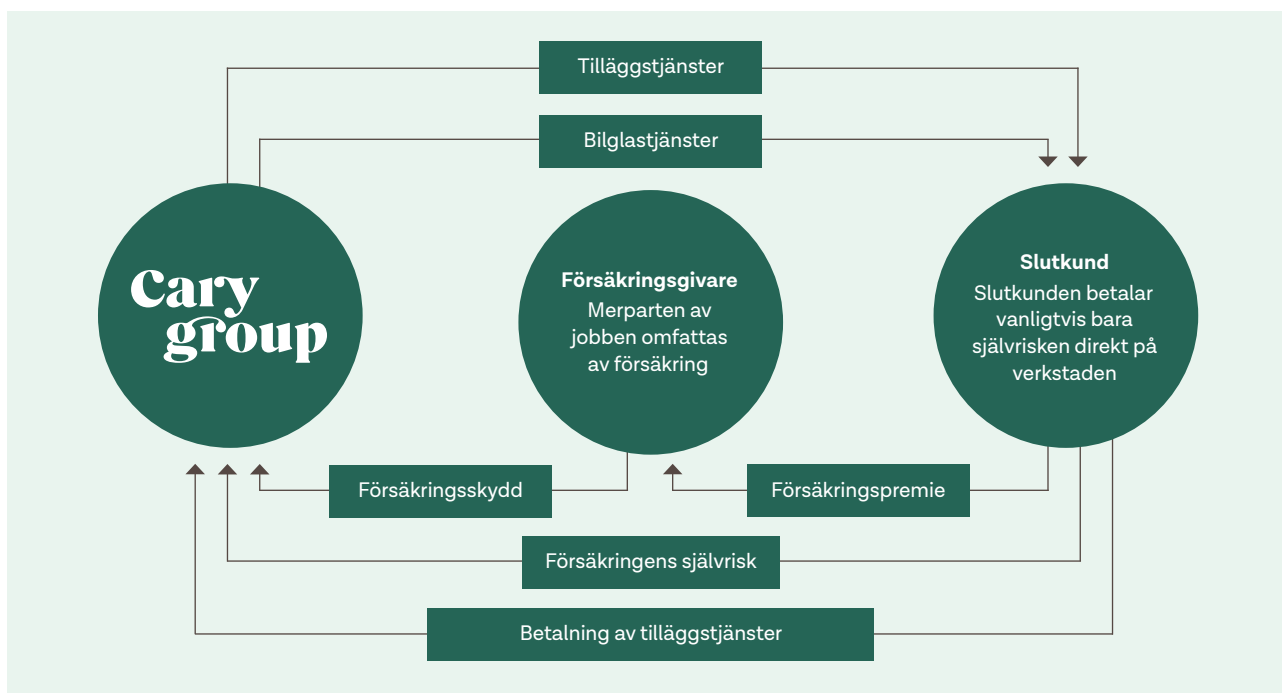 Tilläggstjänster
Bilglastjänster
Cary
group
Försäkringsgivare
Merparten av
jobben omfattas
av försäkring
Slutkund
Slutkunden betalar
vanligtvis bara
självrisken direkt på
verkstaden
Försäkringsskydd
Försäkringspremie
Försäkringens självrisk
Betalning av tilläggstjänster